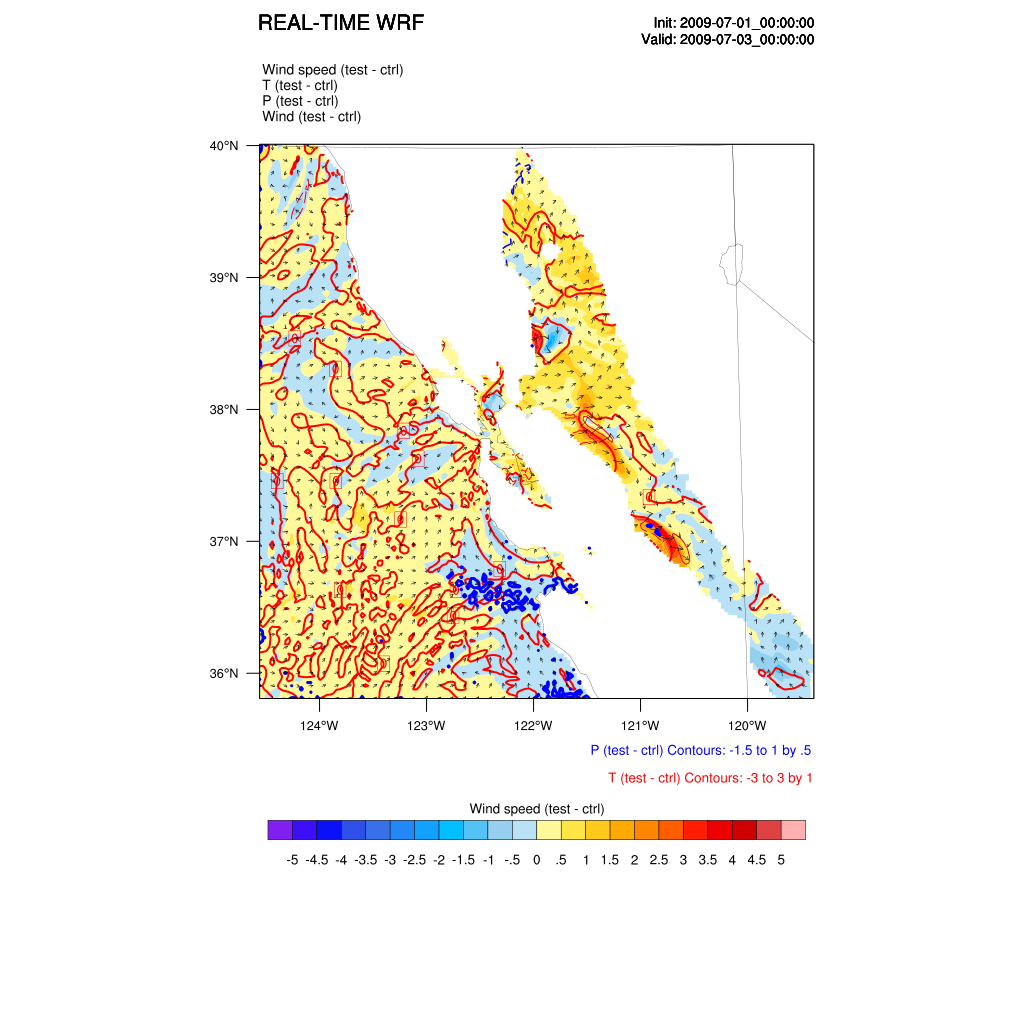 REAL-TIME WRF
Init: 2009-07-01_00:00:00
Valid: 2009-07-03_00:00:00
Wind speed (test - ctrl)
T (test - ctrl)
P (test - ctrl)
Wind (test - ctrl)
40°N
39°N
38°N
37°N
36°N
124°W 123°W 122°W 121°W 120°W
P (test - ctrl) Contours: -1.5 to 1 by .5
T (test - ctrl) Contours: -3 to 3 by 1
Wind speed (test - ctrl)
-5 -4.5 -4 -3.5 -3 -2.5 -2 -1.5 -1 -.5 0 .5 1 1.5 2 2.5 3 3.5 4 4.5 5